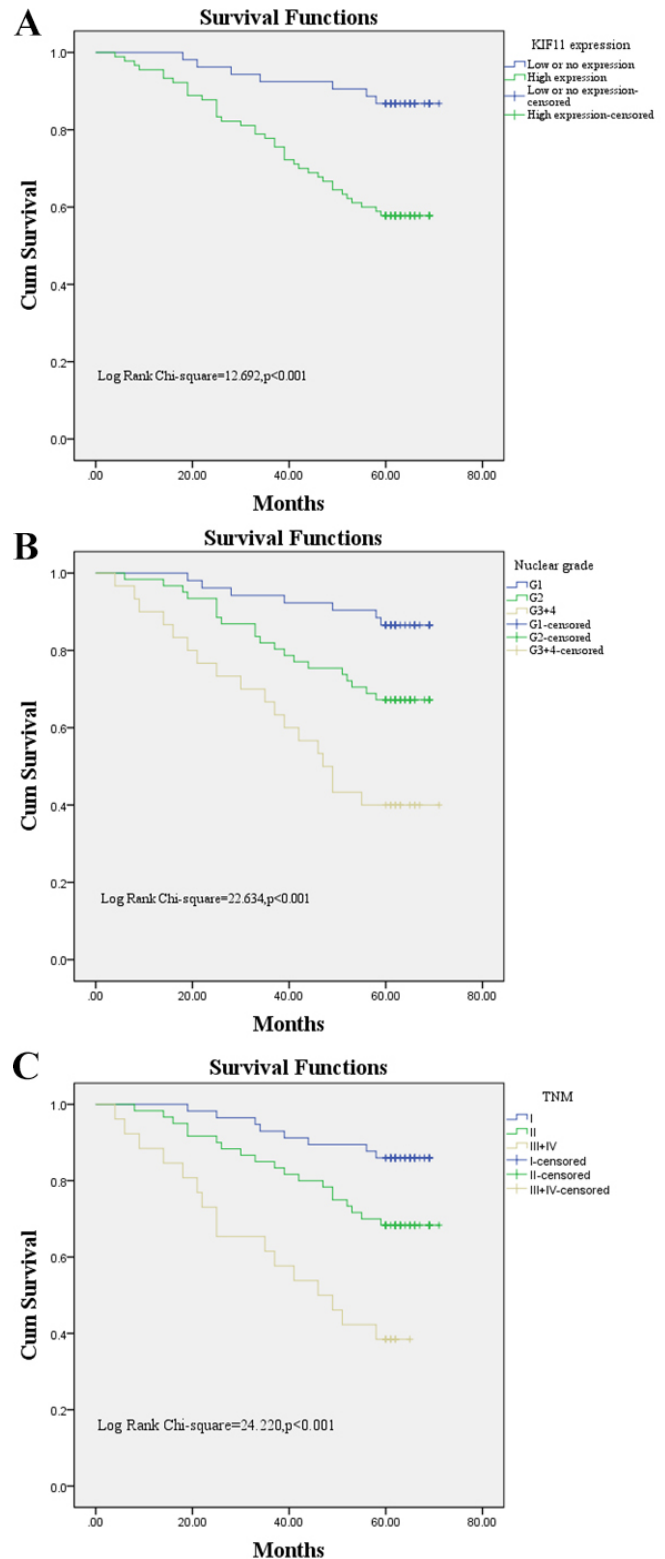 A
Survival Functions
KIF11 expression
Low or no expression
High expression
Low or no expression-
censored
High expression-censored
1.0
0.8
0.6
0.4
0.2
0.0
Cum Survival
Log Rank Chi-square=12.692,p<0.001
.00 20.00 40.00 60.00 80.00
Months
B
Survival Functions
Nuclear grade
G1
G2
G3+4
G1-censored
G2-censored
G3+4-censored
1.0
0.8
0.6
0.4
0.2
0.0
Cum Survival
Log Rank Chi-square=22.634,p<0.001
.00 20.00 40.00 60.00 80.00
Months
C
Survival Functions
TNM
I
II
III+IV
I-censored
II-censored
III+IV-censored
1.0
0.8
0.6
0.4
0.2
0.0
Cum Survival
Log Rank Chi-square=24.220,p<0.001
.00 20.00 40.00 60.00 80.00
Months